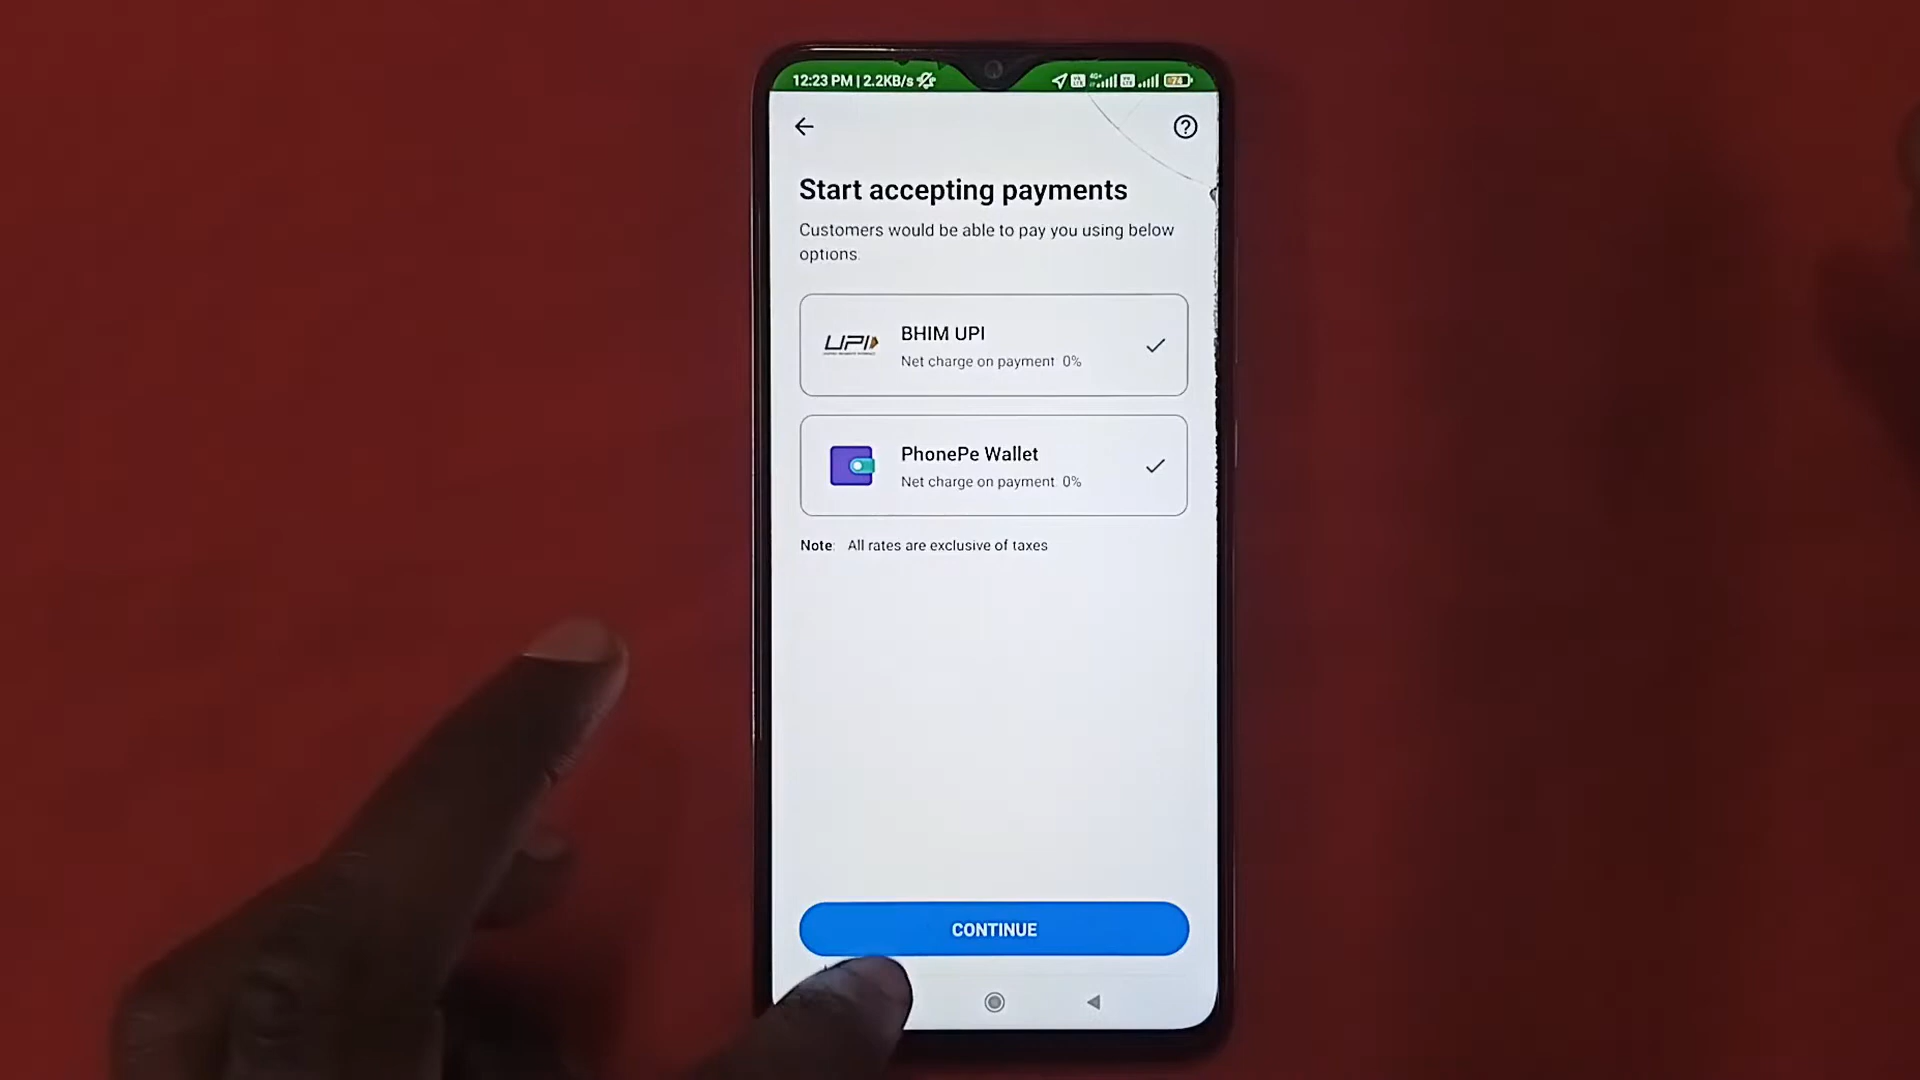 12:23 PM | 2.2KB/s 4G+ 74
Start accepting payments
Customers would be able to pay you using below
options.
UPI
BHIM UPI
Net charge on payment: 0%
PhonePe Wallet
Net charge on payment: 0%
Note: All rates are exclusive of taxes
CONTINUE